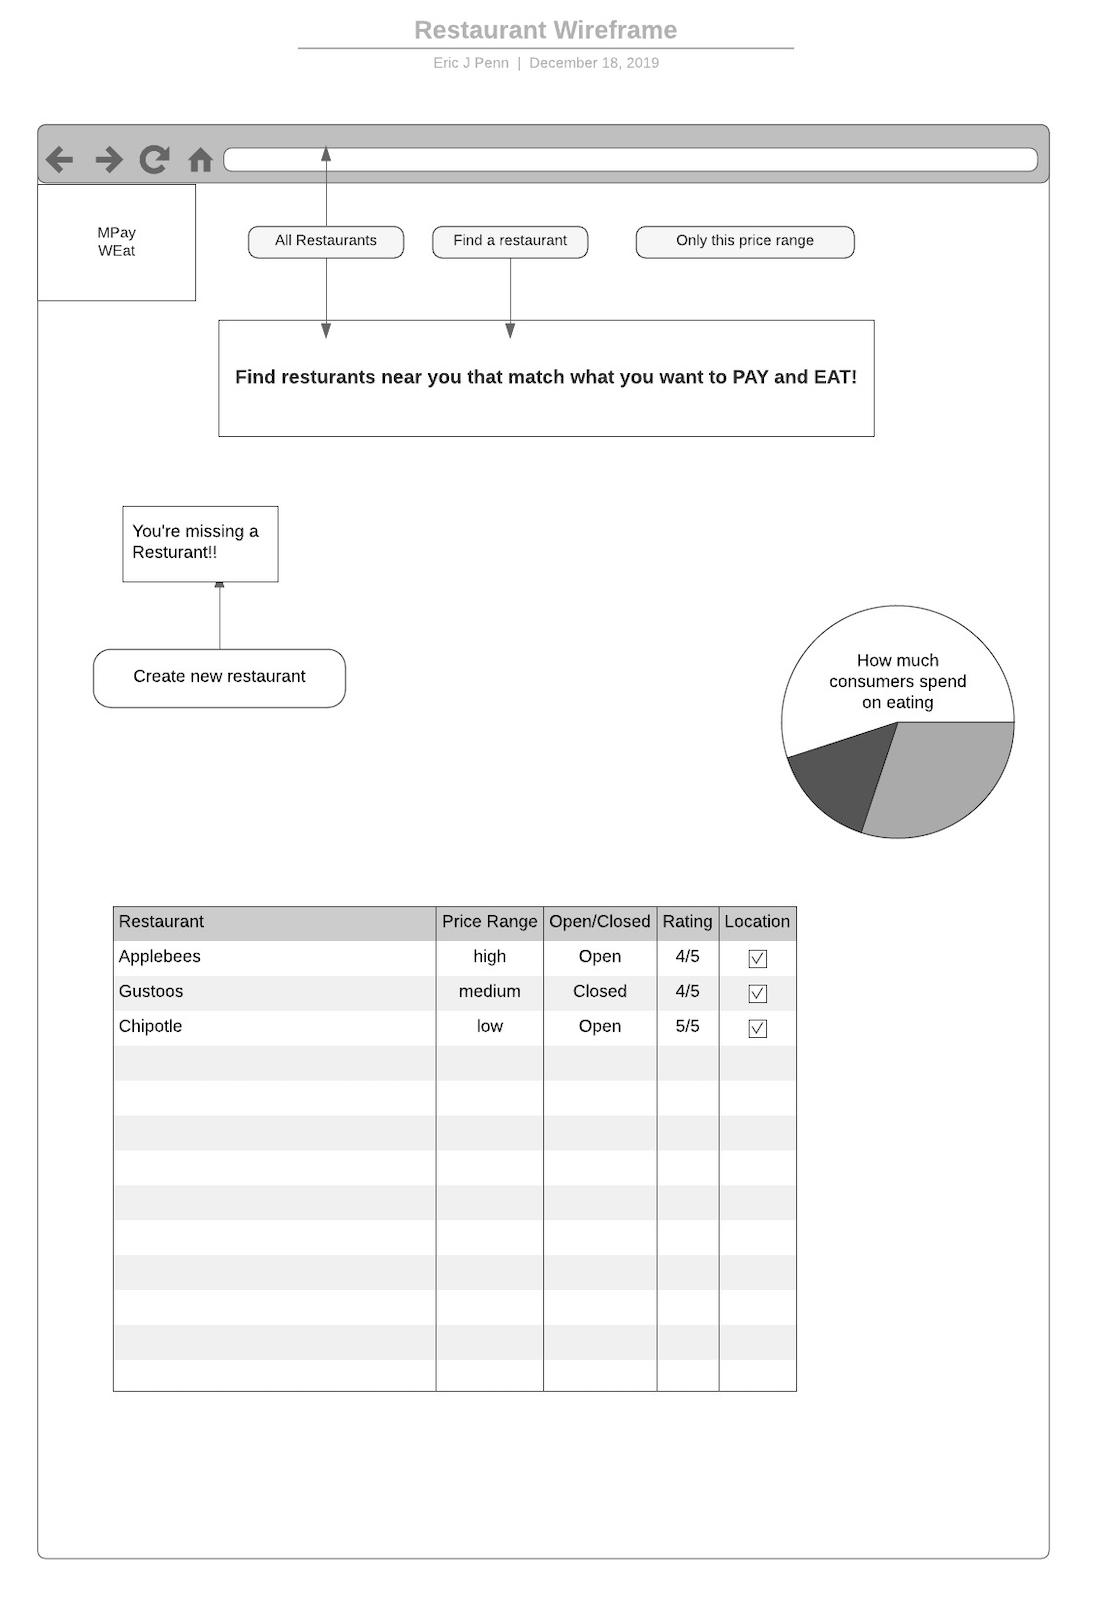 Restaurant Wireframe
Eric J Penn | December 18, 2019
MPay
WEat
All Restaurants
Find a restaurant
Only this price range
Find resturants near you that match what you want to PAY and EAT!
You're missing a
Resturant!!
Create new restaurant
How much
consumers spend
on eating
Restaurant Price Range Open/Closed Rating Location
Applebees high Open 4/5
Gustoos medium Closed 4/5
Chipotle low Open 5/5